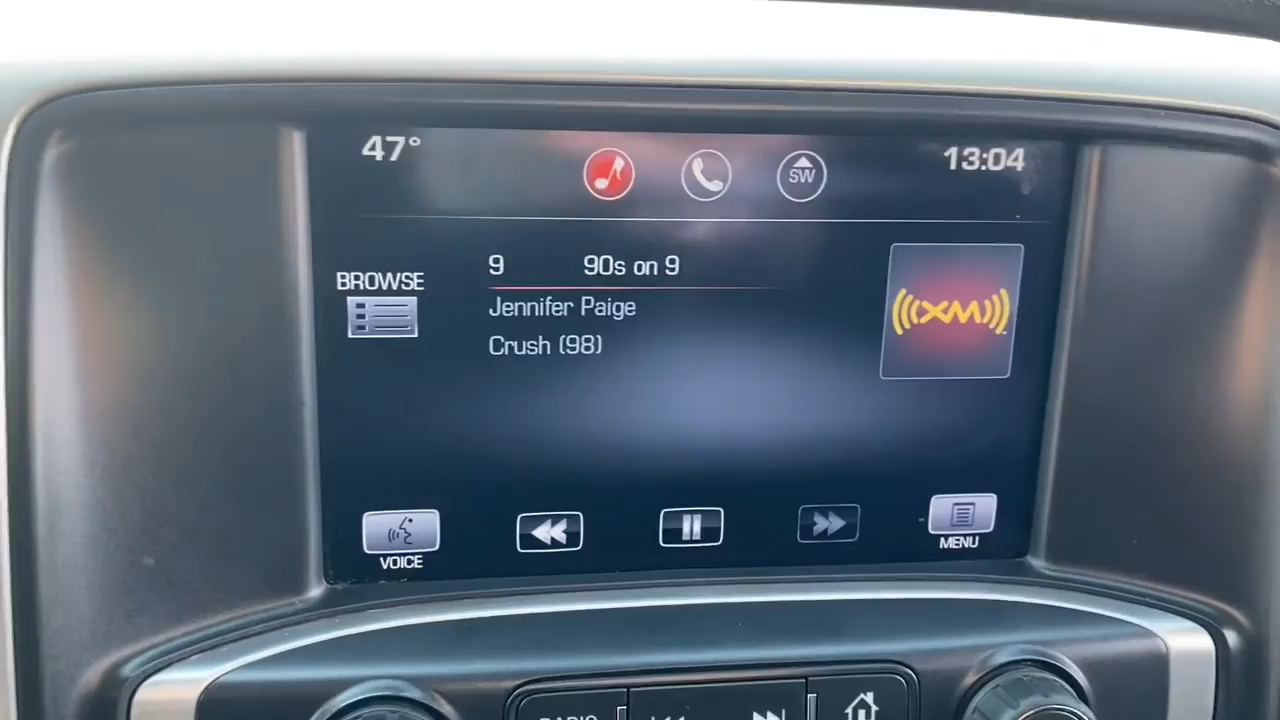 47°
SW
13:04
BROWSE
9 90s on 9
Jennifer Paige
Crush (98)
((XM))
VOICE
MENU
RADIO